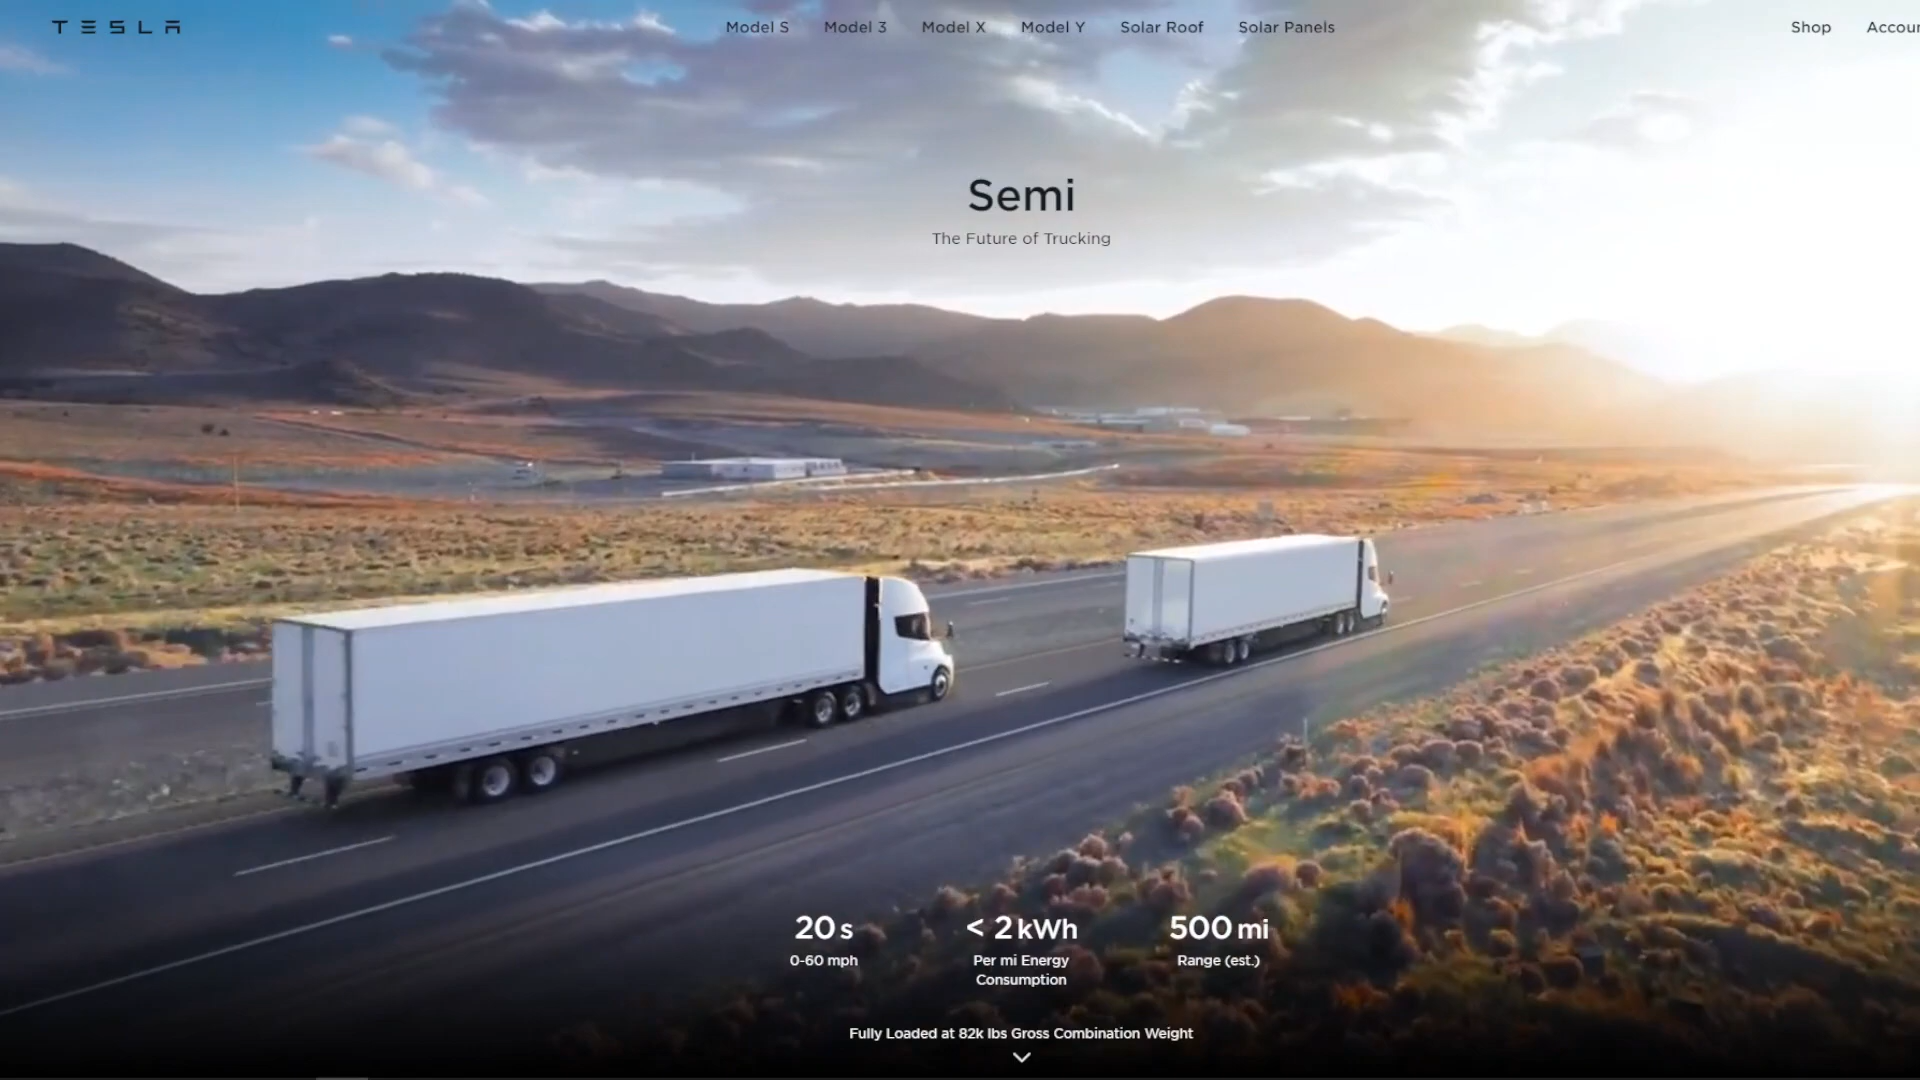 TESLA
Model S Model 3 Model X Model Y Solar Roof Solar Panels
Shop
Semi
The Future of Trucking
20 s
0-60 mph
< 2 kWh
Per mi Energy
Consumption
500 mi
Range (est.)
Fully Loaded at 82k lbs Gross Combination Weight